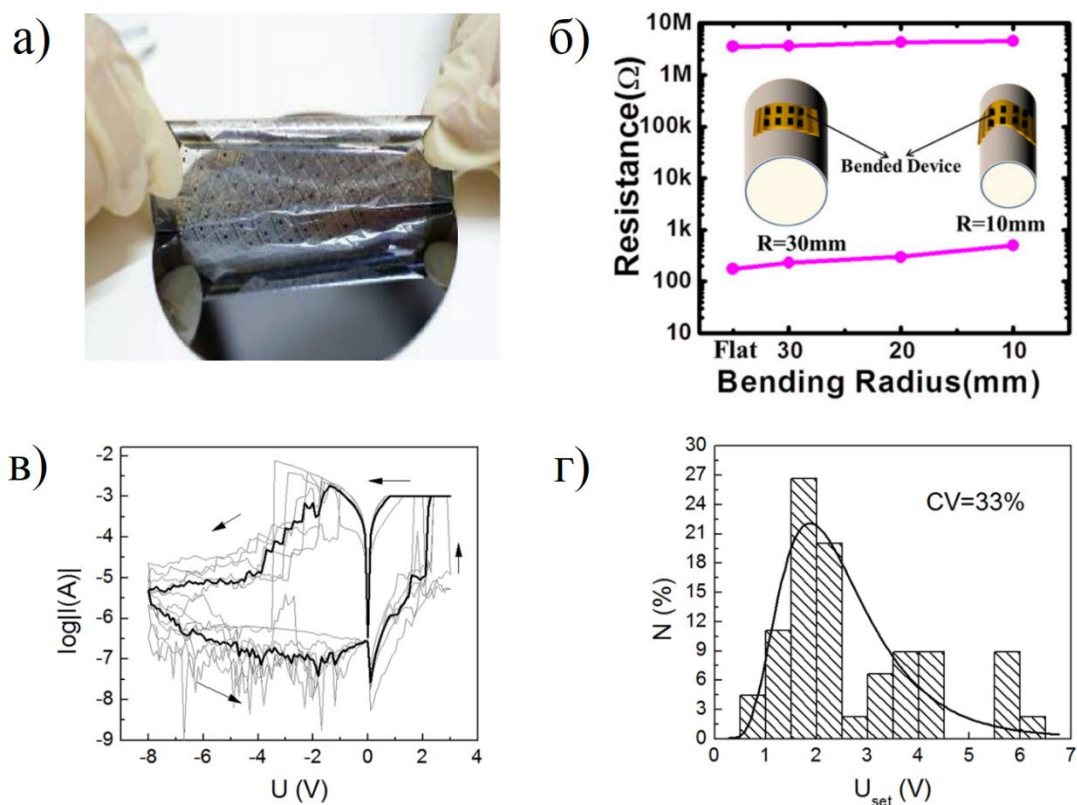 а)
б)
10M
1M
100k
10k
1k
100
10
Resistance(Ω)
Bended Device
R=30mm
R=10mm
Flat 30 20 10
Bending Radius(mm)
в)
-2
-3
-4
-5
-6
-7
-8
-9
log|I(A)|
-8 -6 -4 -2 0 2 4
U (V)
г)
30
27
24
21
18
15
12
9
6
3
0
N (%)
CV=33%
0 1 2 3 4 5 6 7
Uset (V)